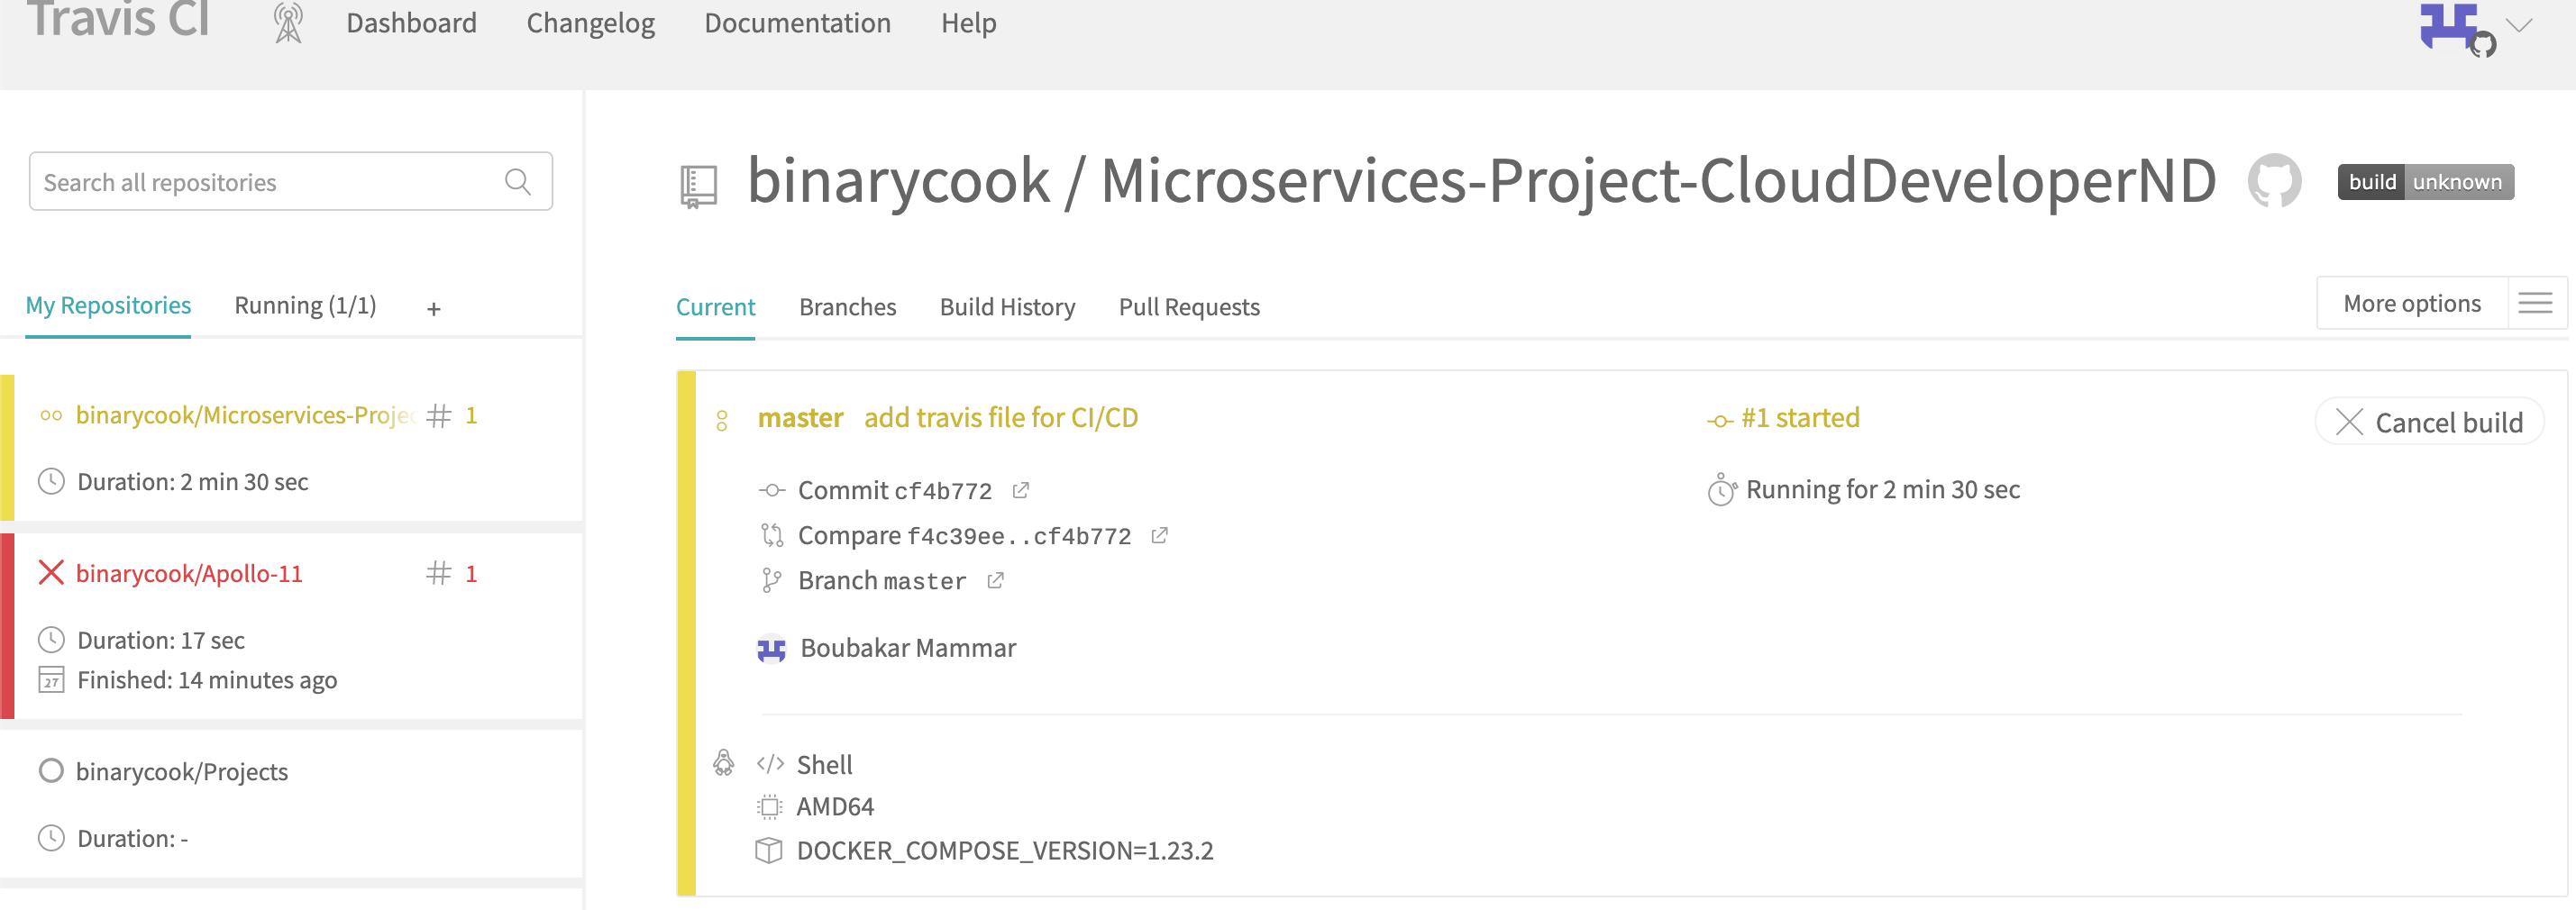 Travis CI
Dashboard
Changelog
Documentation
Help
Search all repositories
My Repositories
Running (1/1)
+
binarycook/Microservices-Projec
# 1
Duration: 2 min 30 sec
binarycook/Apollo-11
# 1
Duration: 17 sec
27
Finished: 14 minutes ago
binarycook/Projects
Duration: -
binarycook / Microservices-Project-CloudDeveloperND
build unknown
Current
Branches
Build History
Pull Requests
More options
master add travis file for CI/CD
#1 started
Cancel build
Commit cf4b772
Running for 2 min 30 sec
Compare f4c39ee..cf4b772
Branch master
Boubakar Mammar
</> Shell
AMD64
DOCKER_COMPOSE_VERSION=1.23.2